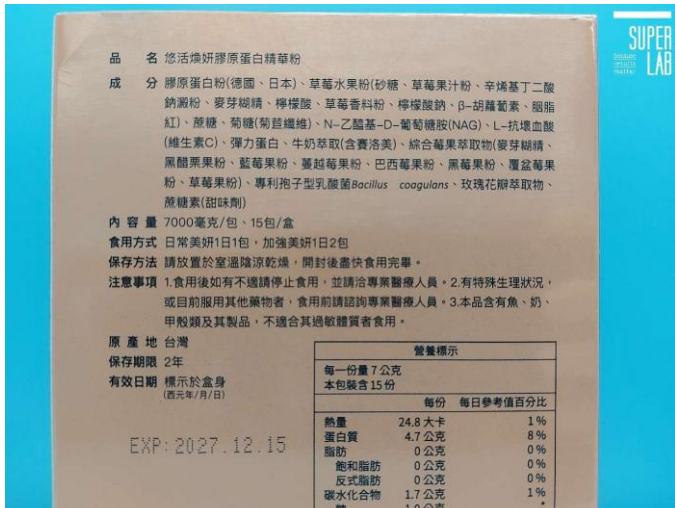 SUPER LAB
because
results
matter
品名 悠活煥妍膠原蛋白精華粉
成分 膠原蛋白粉(德國、日本)、草莓水果粉(砂糖、草莓果汁粉、辛烯基丁二酸
鈉澱粉、麥芽糊精、檸檬酸、草莓香料粉、檸檬酸鈉、β-胡蘿蔔素、胭脂
紅)、蔗糖、菊糖(菊苣纖維)、N-乙醯基-D-葡萄糖胺(NAG)、L-抗壞血酸
(維生素C)、彈力蛋白、牛奶萃取(含賽洛美)、綜合莓果萃取物(麥芽糊精、
黑醋栗果粉、藍莓果粉、蔓越莓果粉、巴西莓果粉、黑莓果粉、覆盆莓果
粉、草莓果粉)、專利孢子型乳酸菌Bacillus coagulans、玫瑰花瓣萃取物、
蔗糖素(甜味劑)
內容量 7000毫克/包、15包/盒
食用方式 日常美妍1日1包，加強美妍1日2包
保存方法 請放置於室溫陰涼乾燥，開封後盡快食用完畢。
注意事項 1.食用後如有不適請停止食用，並請洽專業醫療人員。2.有特殊生理狀況，
或目前服用其他藥物者，食用前請諮詢專業醫療人員。3.本品含有魚、奶、
甲殼類及其製品，不適合其過敏體質者食用。
原產地 台灣
保存期限 2年
有效日期 標示於盒身
(西元年/月/日)
EXP:2027.12.15
營養標示
每一份量 7 公克
本包裝含 15 份
每份 每日參考值百分比
熱量 24.8 大卡 1 %
蛋白質 4.7 公克 8 %
脂肪 0 公克 0 %
飽和脂肪 0 公克 0 %
反式脂肪 0 公克 0 %
碳水化合物 1.7 公克 1 %